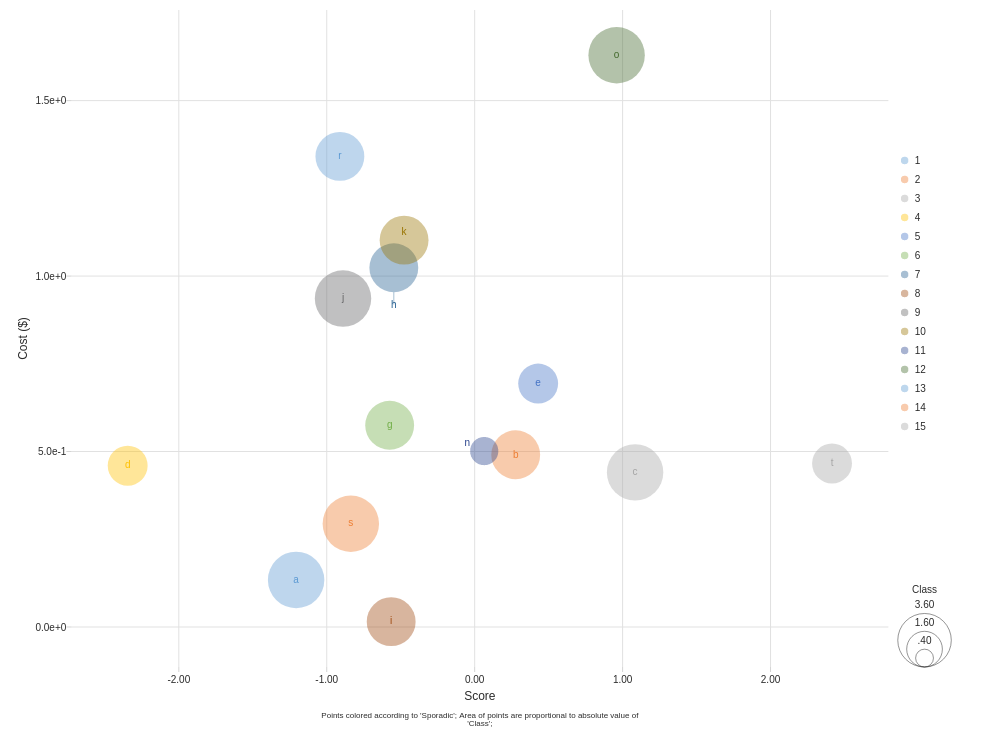 o
1.5e+0
r
1
2
3
k
4
5
6
1.0e+0
7
8
j
h
9
10
Cost ($)
11
12
e
13
14
g
15
n
5.0e-1
b
d
t
c
s
a
Class
3.60
i
1.60
0.0e+0
.40
-2.00
-1.00
0.00
1.00
2.00
Score
Points colored according to 'Sporadic'; Area of points are proportional to absolute value of
'Class';